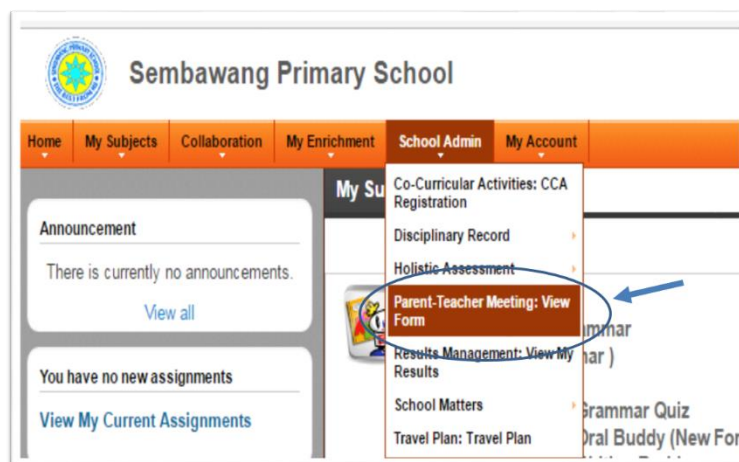 Sembawang Primary School
Home My Subjects Collaboration My Enrichment School Admin My Account
My Su
Co-Curricular Activities: CCA
Registration
Disciplinary Record
Holistic Assessment
Parent-Teacher Meeting: View
Form
Results Management: View My
Results
School Matters
Travel Plan: Travel Plan
Announcement
There is currently no announcements.
View all
You have no new assignments
View My Current Assignments
mmar
ar )
Grammar Quiz
Oral Buddy (New For